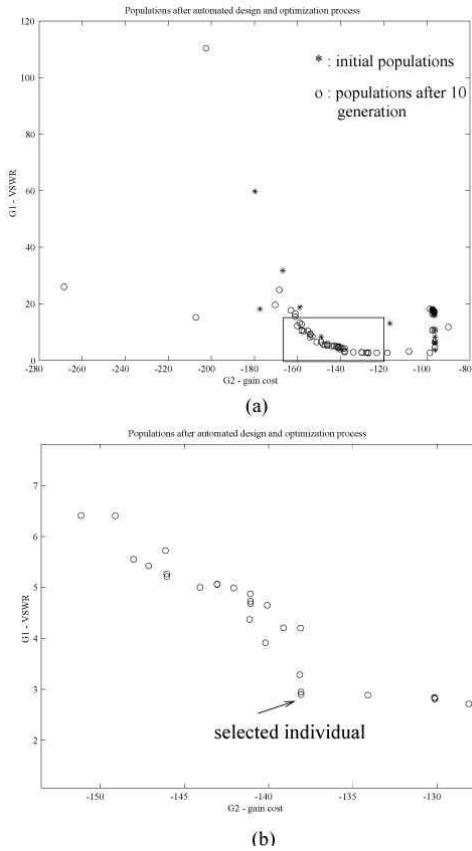 Populations after automated design and optimization process
120
100
80
60
40
20
0
G1 - VSWR
* : initial populations
o : populations after 10
generation
-280 -260 -240 -220 -200 -180 -160 -140 -120 -100 -80
G2 - gain cost
(a)
Populations after automated design and optimization process
7
6
5
4
3
2
G1 - VSWR
selected individual
-150 -145 -140 -135 -130
G2 - gain cost
(b)